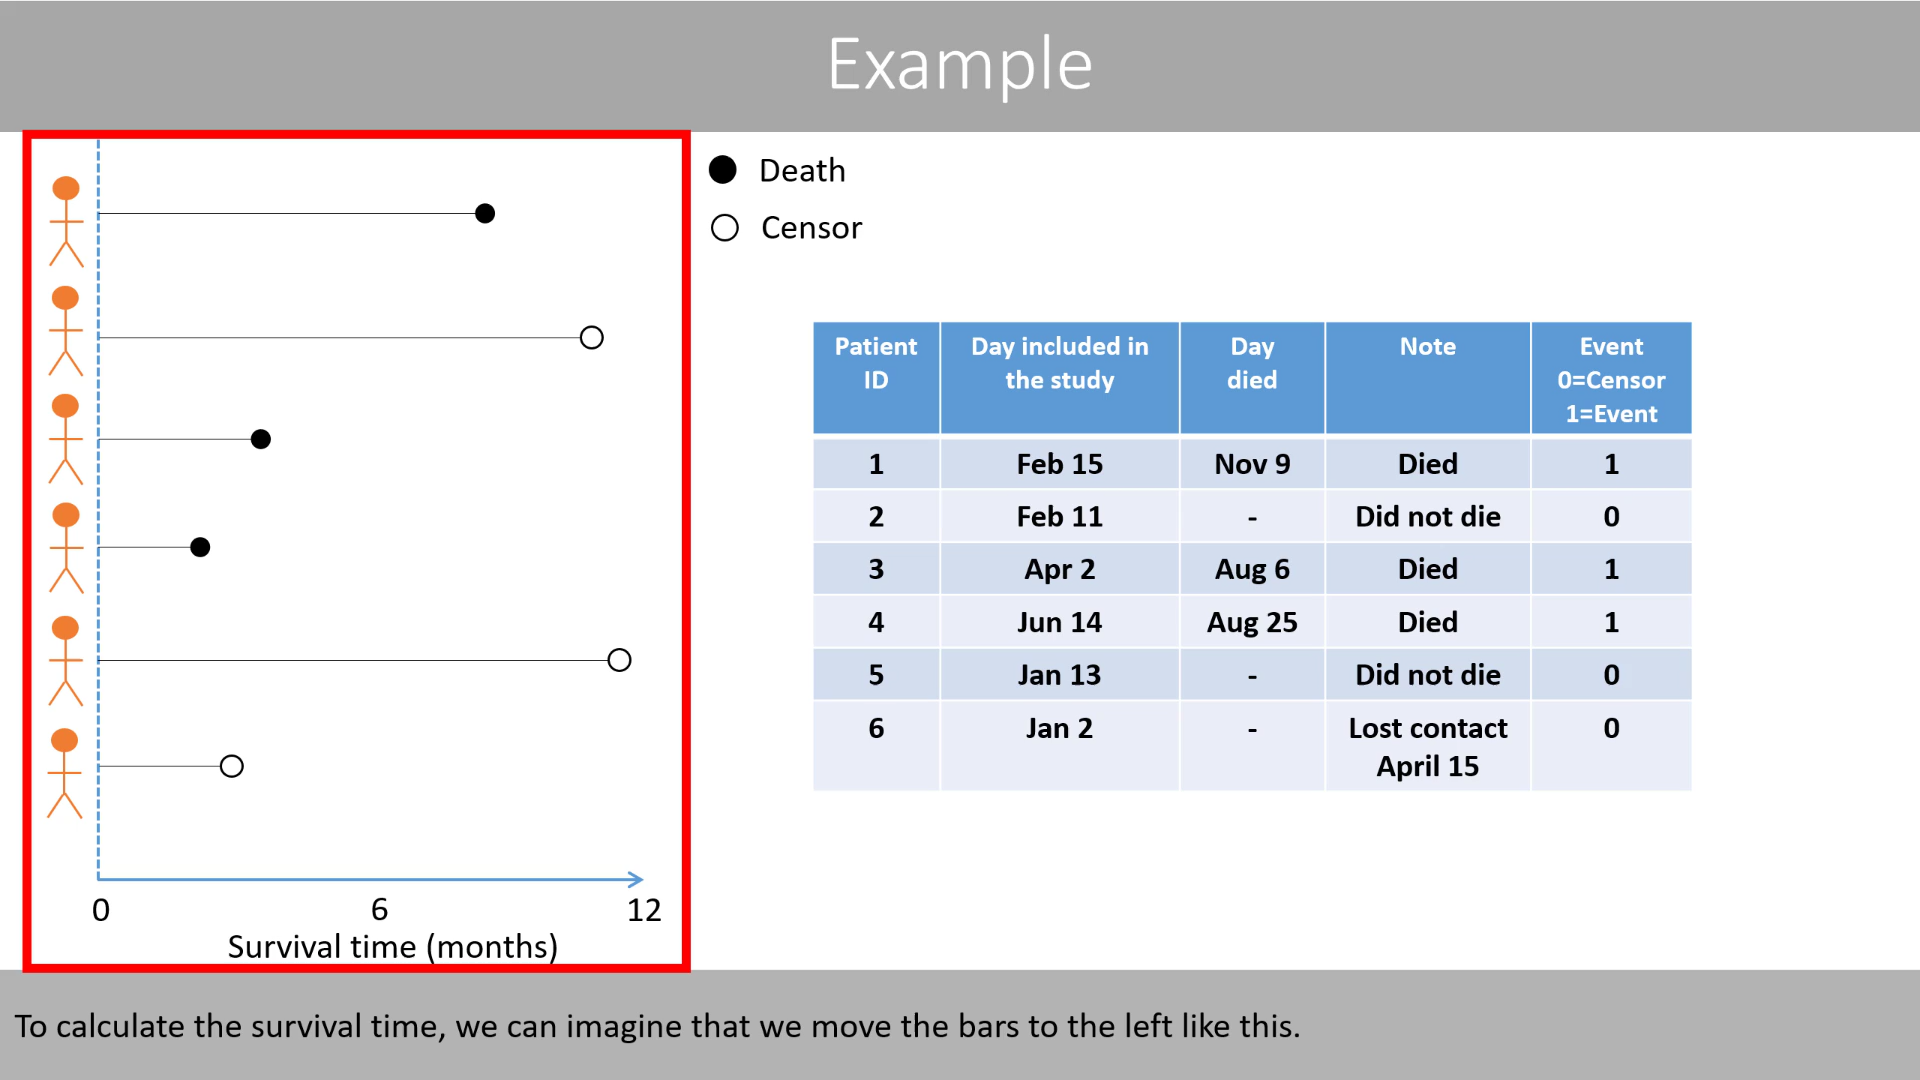 Example
Death
Censor
0 6 12
Survival time (months)
Patient ID | Day included in the study | Day died | Note | Event 0=Censor 1=Event
1 | Feb 15 | Nov 9 | Died | 1
2 | Feb 11 | - | Did not die | 0
3 | Apr 2 | Aug 6 | Died | 1
4 | Jun 14 | Aug 25 | Died | 1
5 | Jan 13 | - | Did not die | 0
6 | Jan 2 | - | Lost contact April 15 | 0
To calculate the survival time, we can imagine that we move the bars to the left like this.